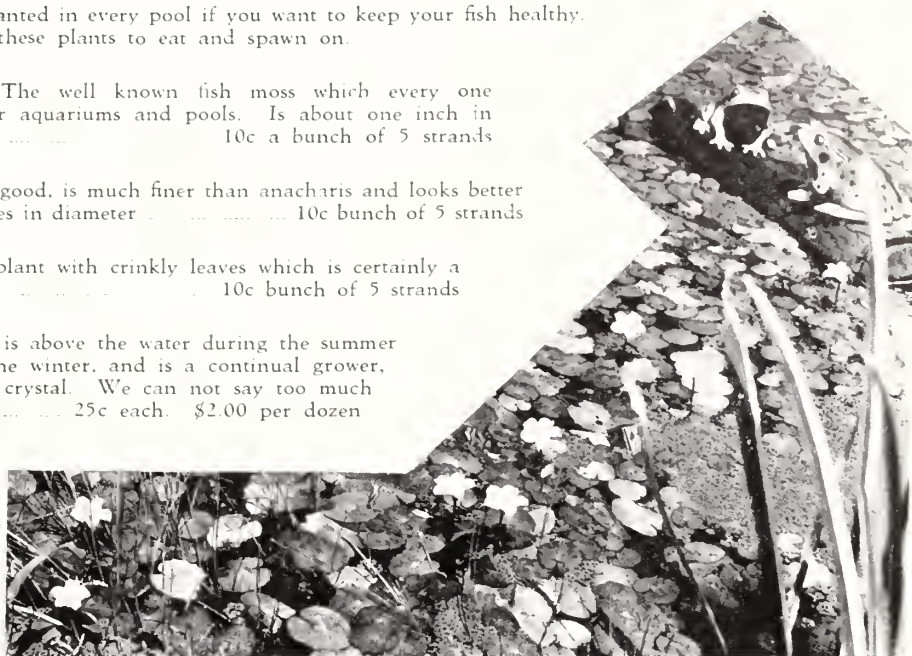 anted in every pool if you want to keep your fish healthy.
these plants to eat and spawn on.
The well known fish moss which every one
r aquariums and pools. Is about one inch in
10c a bunch of 5 strands
good, is much finer than anacharis and looks better
es in diameter ... 10c bunch of 5 strands
plant with crinkly leaves which is certainly a
10c bunch of 5 strands
is above the water during the summer
he winter, and is a continual grower,
crystal. We can not say too much
25c each. $2.00 per dozen